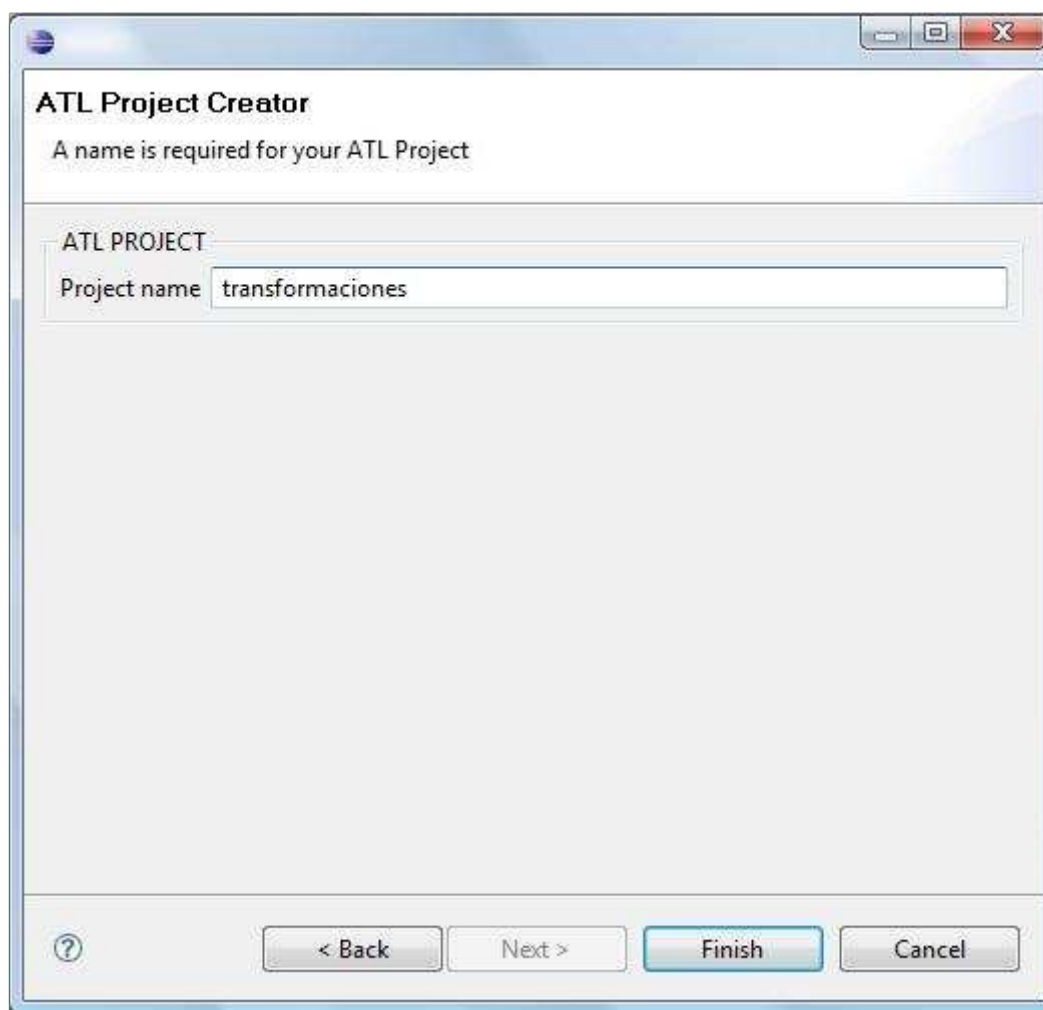 ATL Project Creator
A name is required for your ATL Project
ATL PROJECT
Project name transformaciones
< Back Next > Finish Cancel